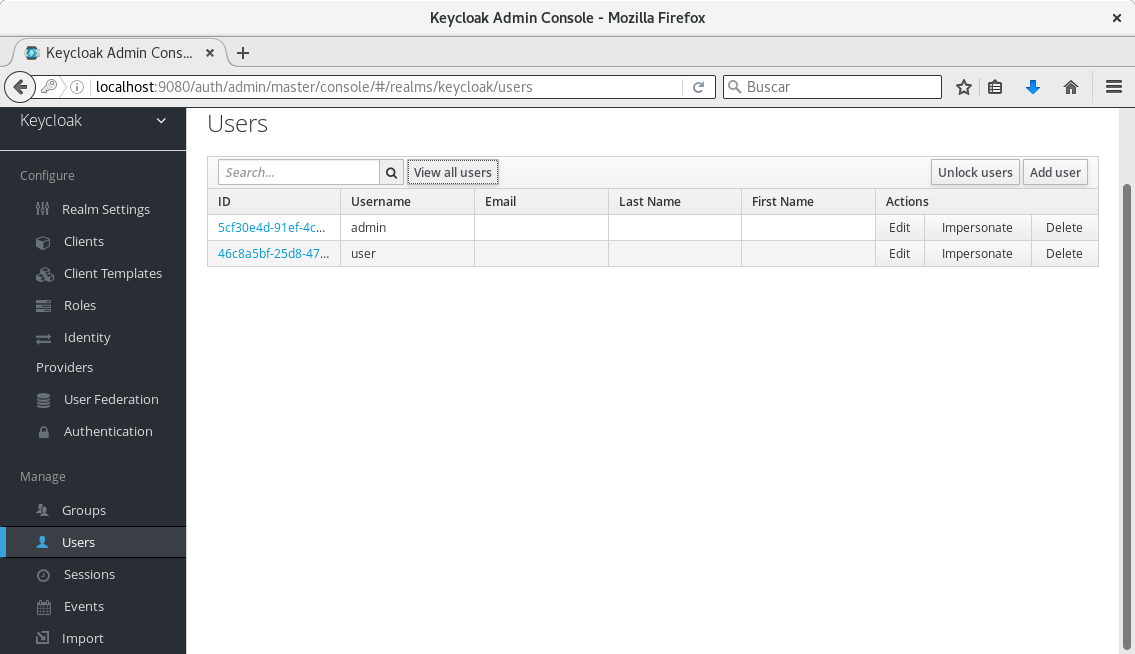 Keycloak Admin Console - Mozilla Firefox
Keycloak Admin Cons...
localhost:9080/auth/admin/master/console/#/realms/keycloak/users
Buscar
Keycloak
Configure
Realm Settings
Clients
Client Templates
Roles
Identity
Providers
User Federation
Authentication
Manage
Groups
Users
Sessions
Events
Import
Users
Search... View all users Unlock users Add user
ID Username Email Last Name First Name Actions
5cf30e4d-91ef-4c... admin Edit Impersonate Delete
46c8a5bf-25d8-47... user Edit Impersonate Delete